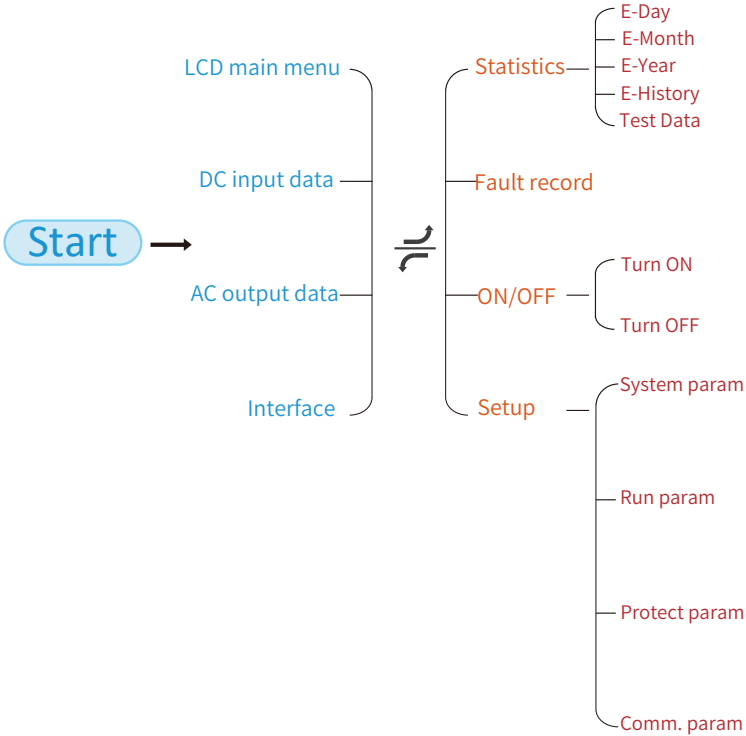 Start
LCD main menu
DC input data
AC output data
Interface
Statistics
E-Day
E-Month
E-Year
E-History
Test Data
Fault record
ON/OFF
Turn ON
Turn OFF
Setup
System param
Run param
Protect param
Comm. param